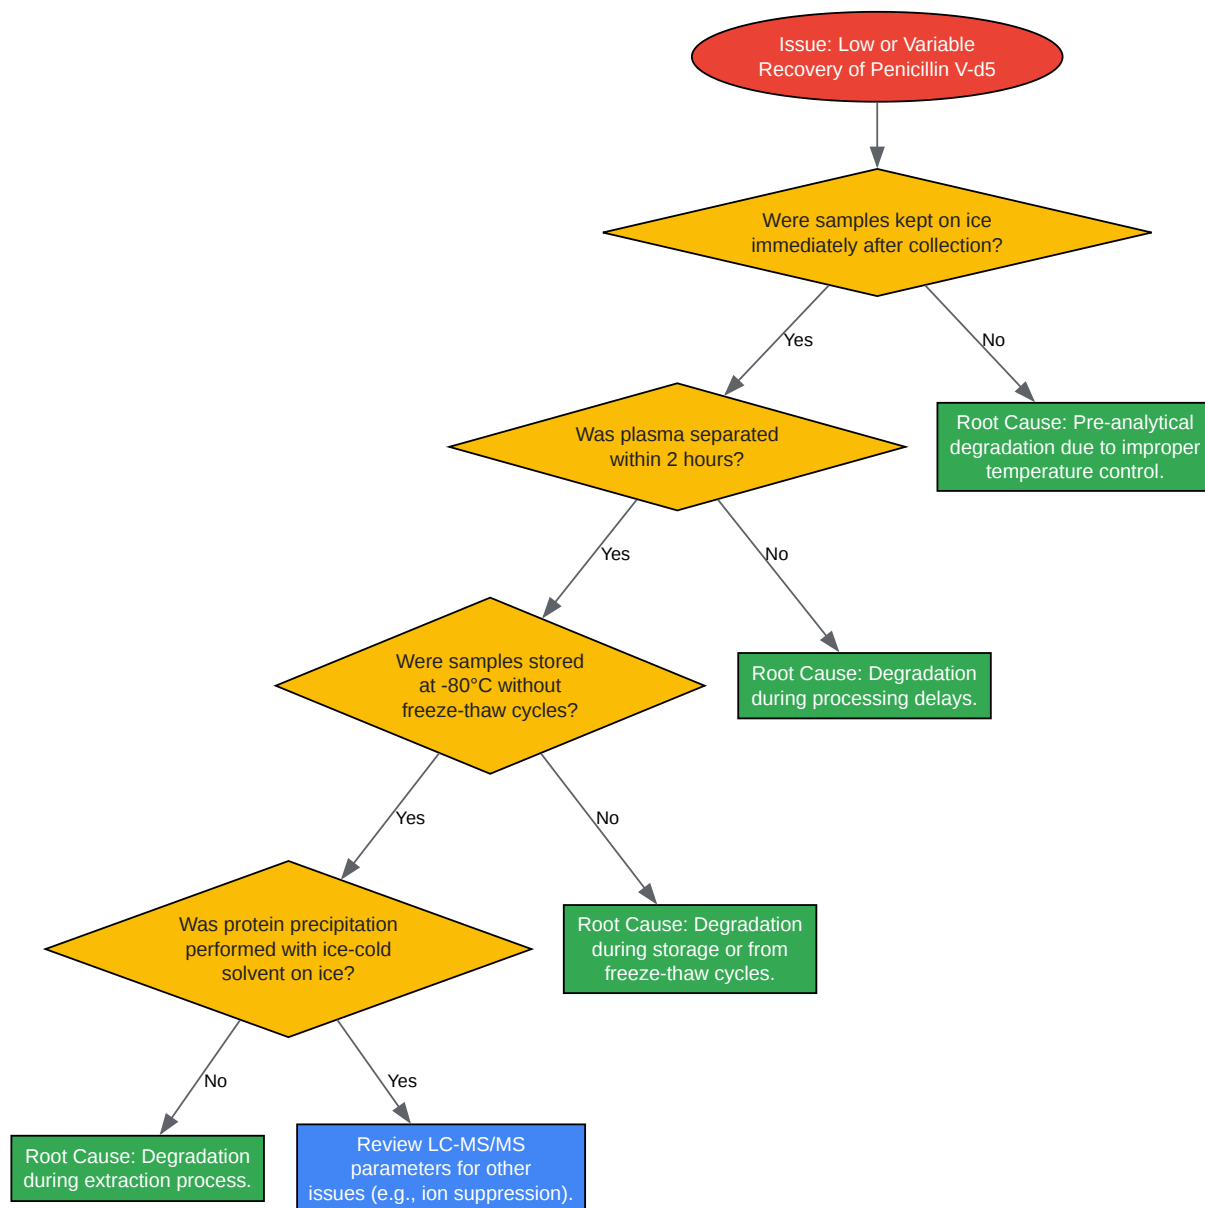 Issue: Low or Variable
Recovery of Penicillin V-d5
Were samples kept on ice
immediately after collection?
Yes
No
Was plasma separated
within 2 hours?
Root Cause: Pre-analytical
degradation due to improper
temperature control.
Yes
No
Were samples stored
at -80°C without
freeze-thaw cycles?
Root Cause: Degradation
during processing delays.
Yes
No
Was protein precipitation
performed with ice-cold
solvent on ice?
Root Cause: Degradation
during storage or from
freeze-thaw cycles.
No
Yes
Root Cause: Degradation
during extraction process.
Review LC-MS/MS
parameters for other
issues (e.g., ion suppression).